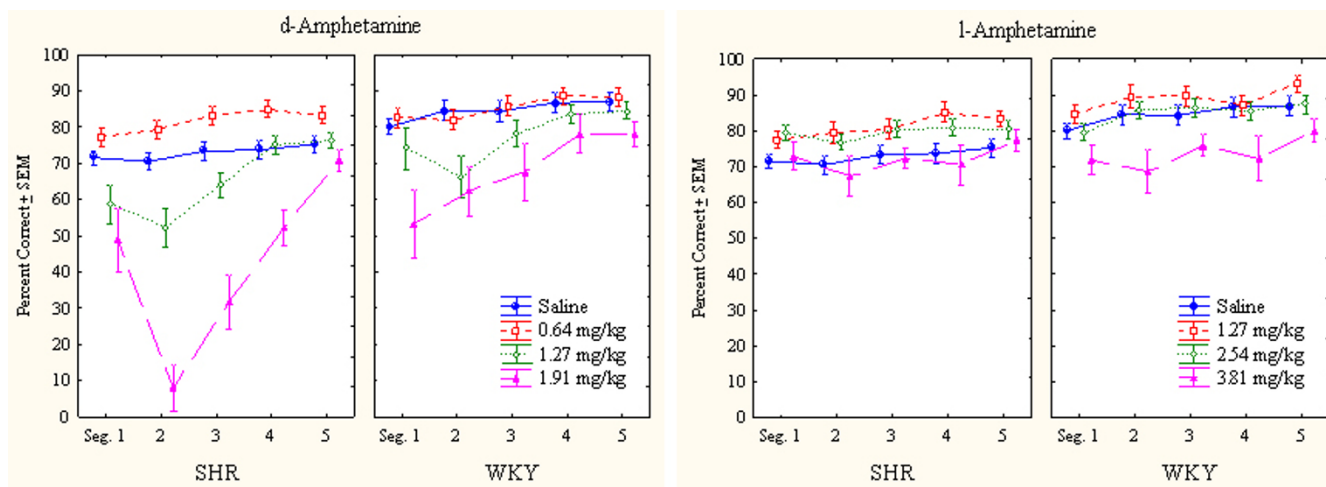 d-Amphetamine
Percent Correct ± SEM
100
90
80
70
60
50
40
30
20
10
0
Saline
0.64 mg/kg
1.27 mg/kg
1.91 mg/kg
Seg. 1 2 3 4 5
Seg. 1 2 3 4 5
SHR
WKY
l-Amphetamine
Percent Correct ± SEM
100
90
80
70
60
50
40
30
20
10
0
Saline
1.27 mg/kg
2.54 mg/kg
3.81 mg/kg
Seg. 1 2 3 4 5
Seg. 1 2 3 4 5
SHR
WKY